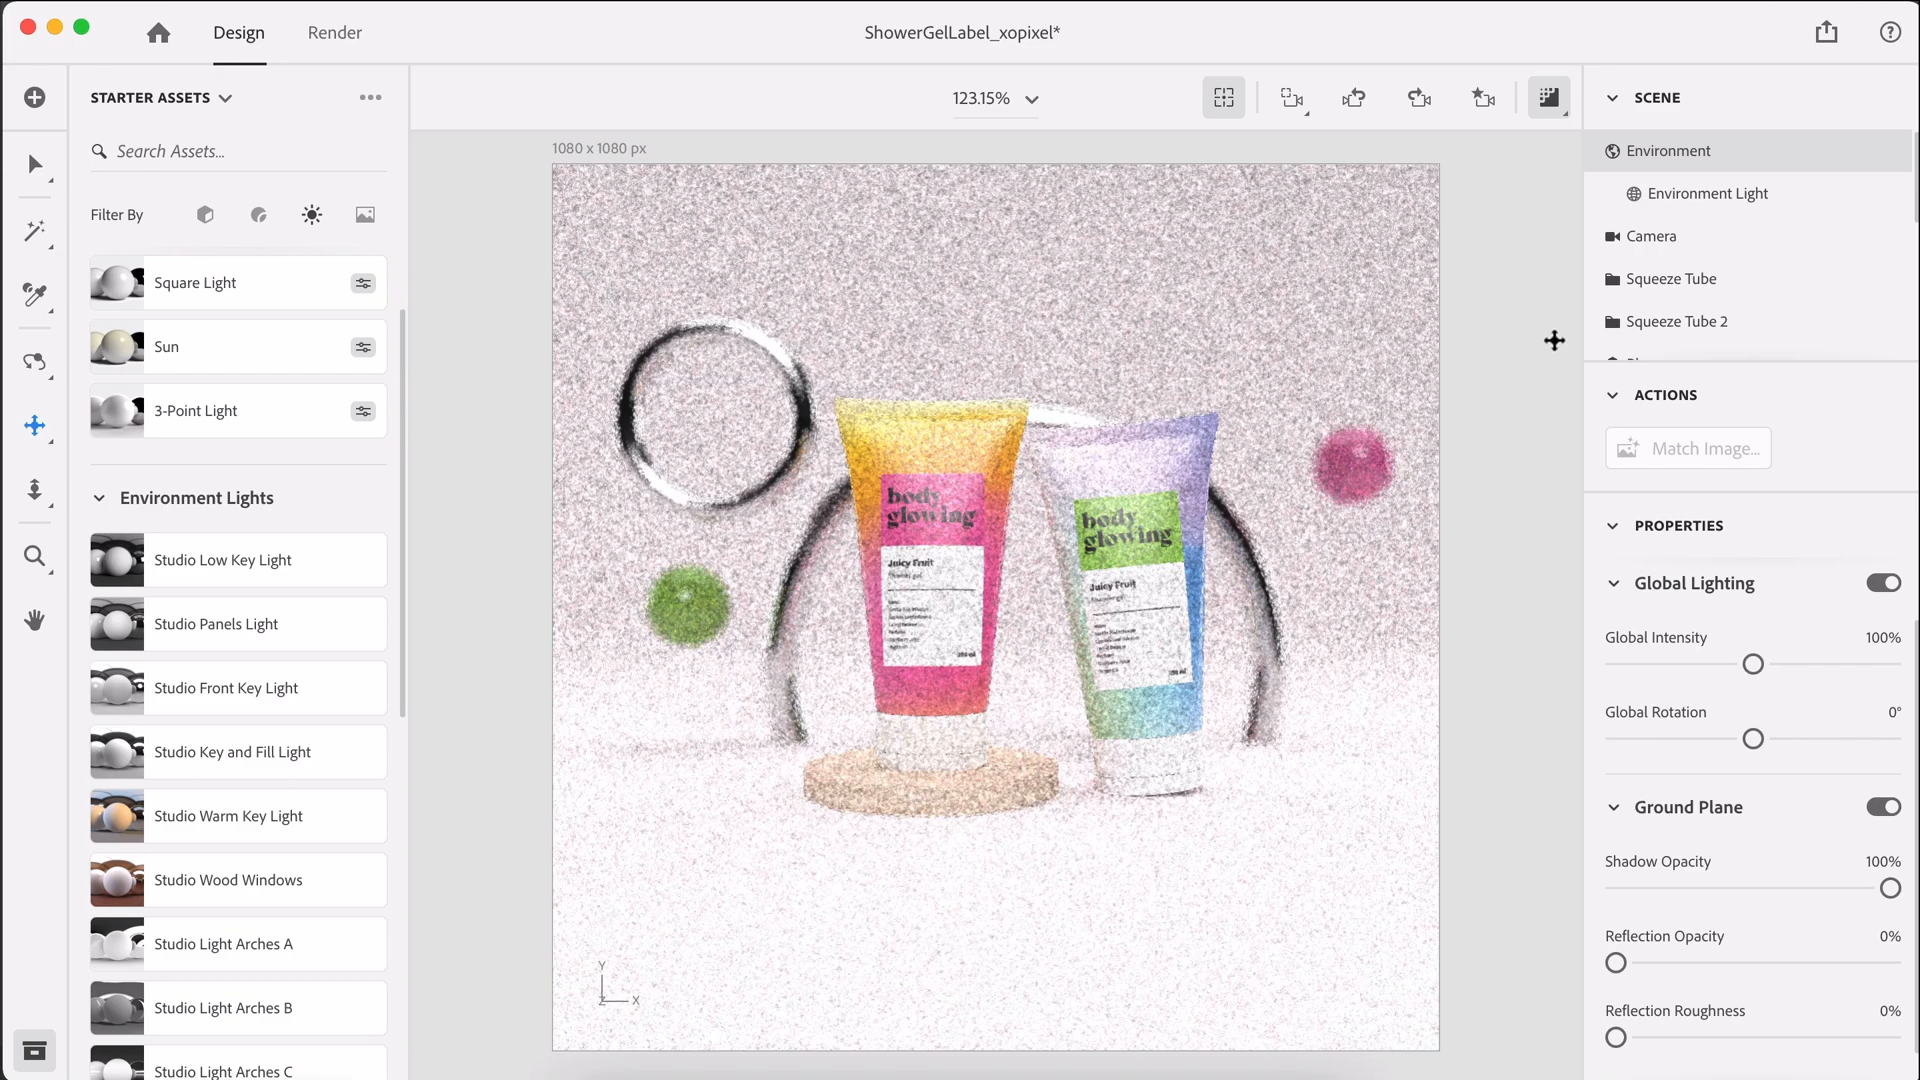 Design
Render
ShowerGelLabel_xopixel*
STARTER ASSETS
123.15%
SCENE
Search Assets...
1080 x 1080 px
Environment
Environment Light
Filter By
Camera
Square Light
Squeeze Tube
Sun
Squeeze Tube 2
3-Point Light
ACTIONS
Match Image...
Environment Lights
PROPERTIES
body
glowing
Juicy Fruit
body
glowing
Juicy Fruit
Studio Low Key Light
Global Lighting
Studio Panels Light
Global Intensity 100%
Studio Front Key Light
Global Rotation 0°
Studio Key and Fill Light
Studio Warm Key Light
Ground Plane
Shadow Opacity 100%
Studio Wood Windows
Studio Light Arches A
Reflection Opacity 0%
Y
X
Z
Studio Light Arches B
Reflection Roughness 0%
Studio Light Arches C